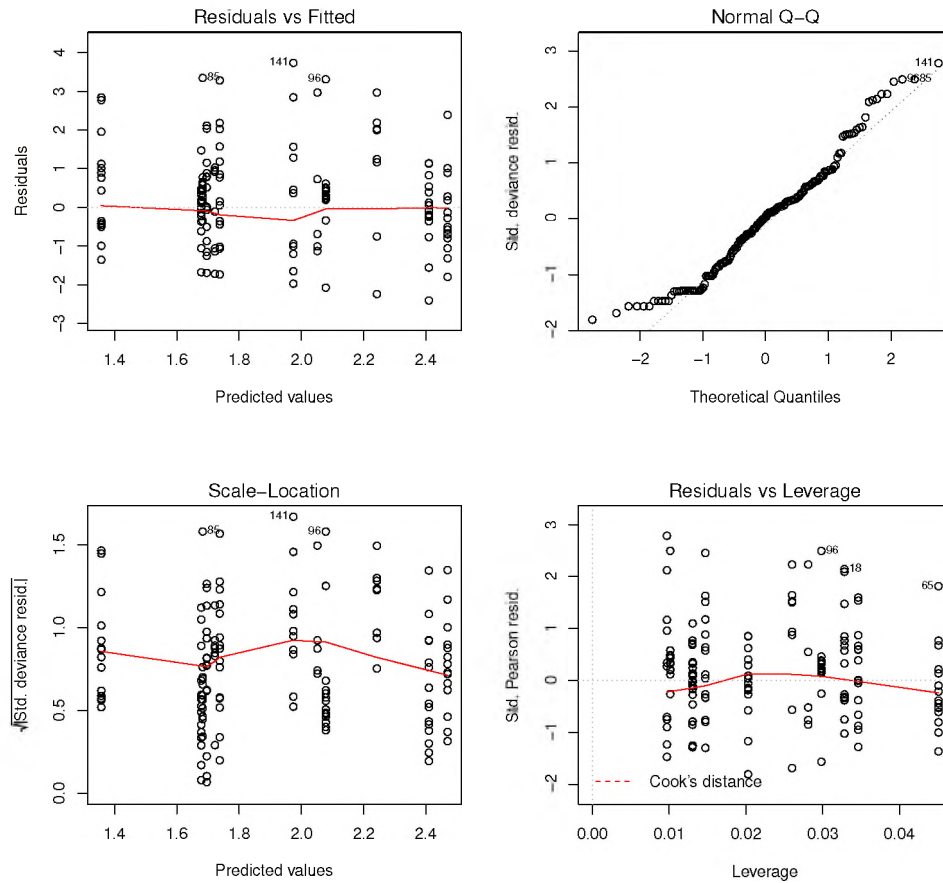 Residuals vs Fitted
Residuals
4
3
2
1
0
−1
−2
−3
85
141
96
1.4 1.6 1.8 2.0 2.2 2.4
Predicted values
Normal Q−Q
Std. deviance resid.
3
2
1
0
−1
−2
141
9685
−2 −1 0 1 2
Theoretical Quantiles
Scale−Location
√|Std. deviance resid.|
1.5
1.0
0.5
0.0
85
141
96
1.4 1.6 1.8 2.0 2.2 2.4
Predicted values
Residuals vs Leverage
Std. Pearson resid.
3
2
1
0
−1
−2
96
18
65
Cook's distance
0.00 0.01 0.02 0.03 0.04
Leverage